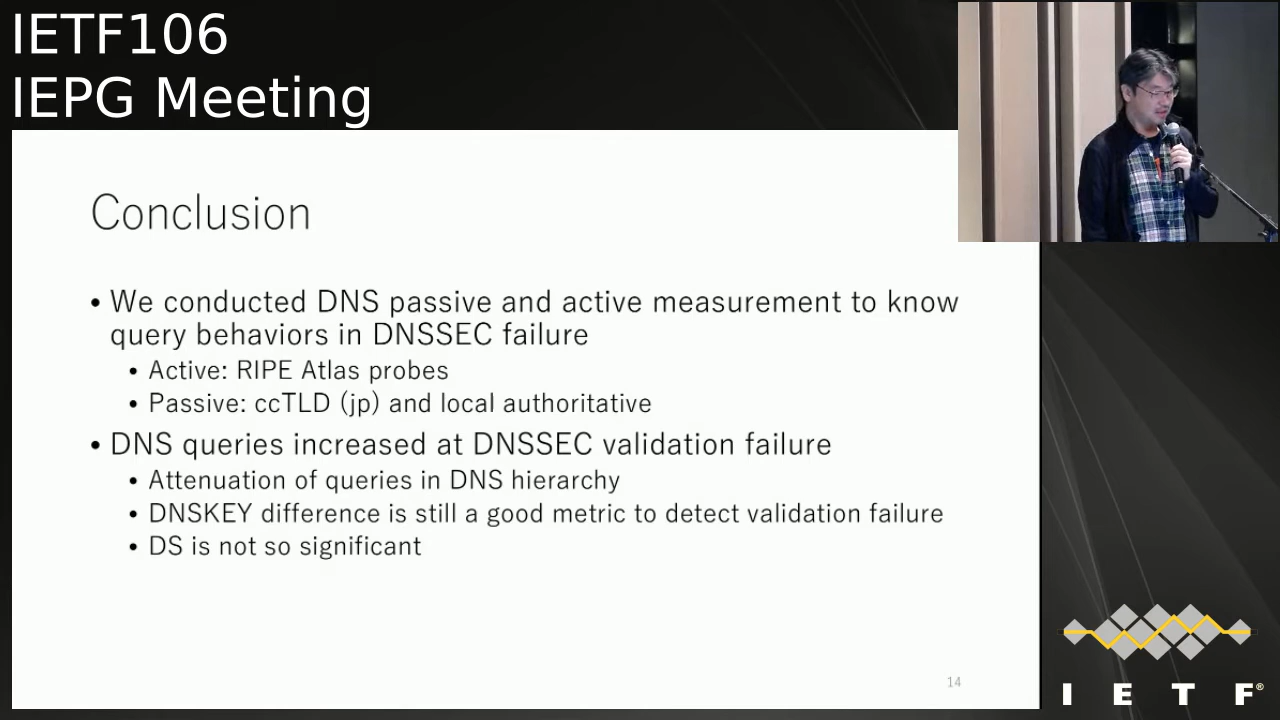 IETF106
IEPG Meeting
Conclusion
• We conducted DNS passive and active measurement to know
query behaviors in DNSSEC failure
• Active: RIPE Atlas probes
• Passive: ccTLD (jp) and local authoritative
• DNS queries increased at DNSSEC validation failure
• Attenuation of queries in DNS hierarchy
• DNSKEY difference is still a good metric to detect validation failure
• DS is not so significant
14
I E T F®